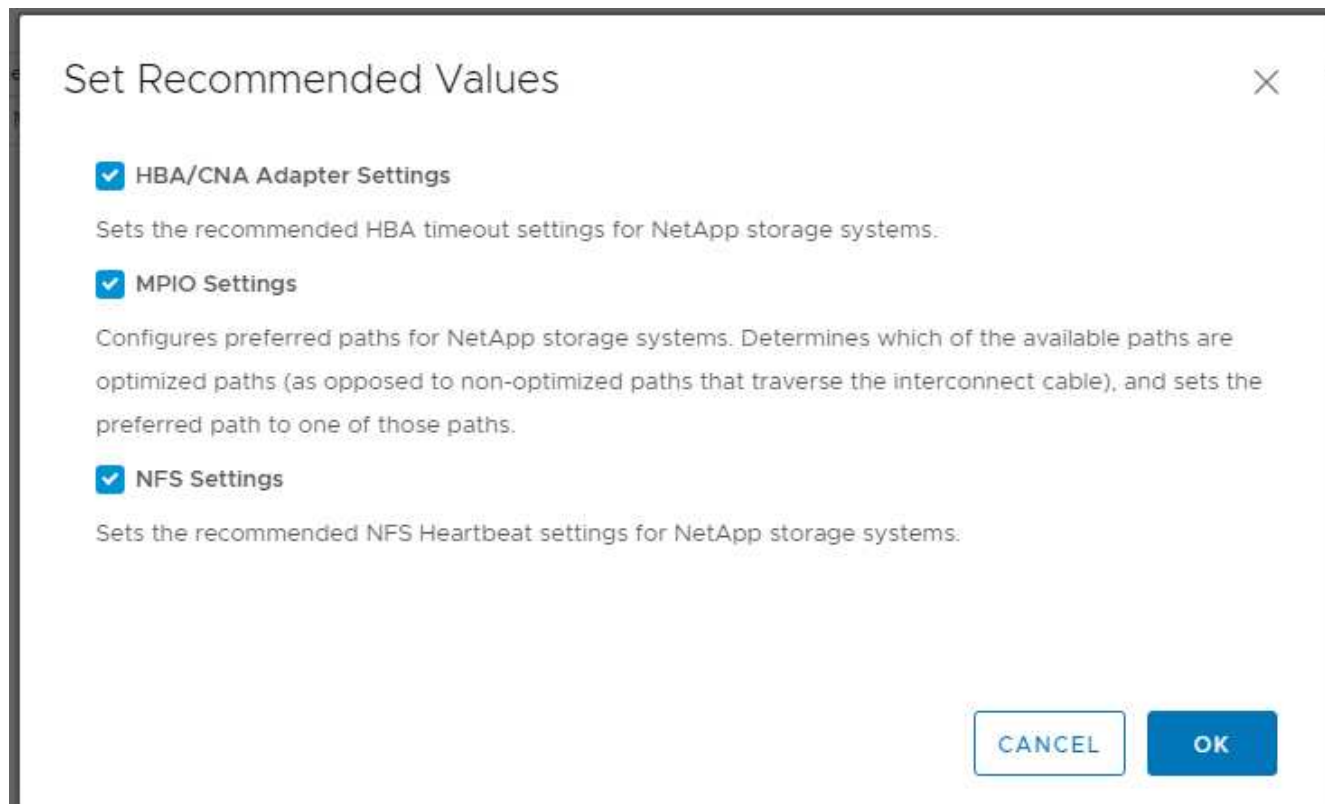 Set Recommended Values
HBA/CNA Adapter Settings
Sets the recommended HBA timeout settings for NetApp storage systems.
MPIO Settings
Configures preferred paths for NetApp storage systems. Determines which of the available paths are
optimized paths (as opposed to non-optimized paths that traverse the interconnect cable), and sets the
preferred path to one of those paths.
NFS Settings
Sets the recommended NFS Heartbeat settings for NetApp storage systems.
CANCEL
OK